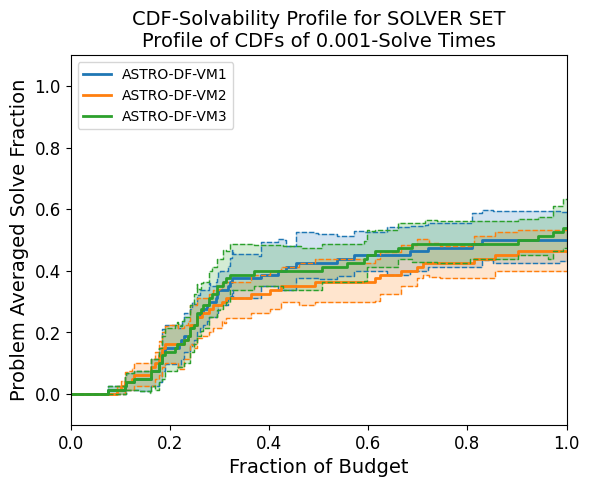 CDF-Solvability Profile for SOLVER SET
Profile of CDFs of 0.001-Solve Times
ASTRO-DF-VM1
ASTRO-DF-VM2
ASTRO-DF-VM3
Problem Averaged Solve Fraction
1.0
0.8
0.6
0.4
0.2
0.0
0.0 0.2 0.4 0.6 0.8 1.0
Fraction of Budget